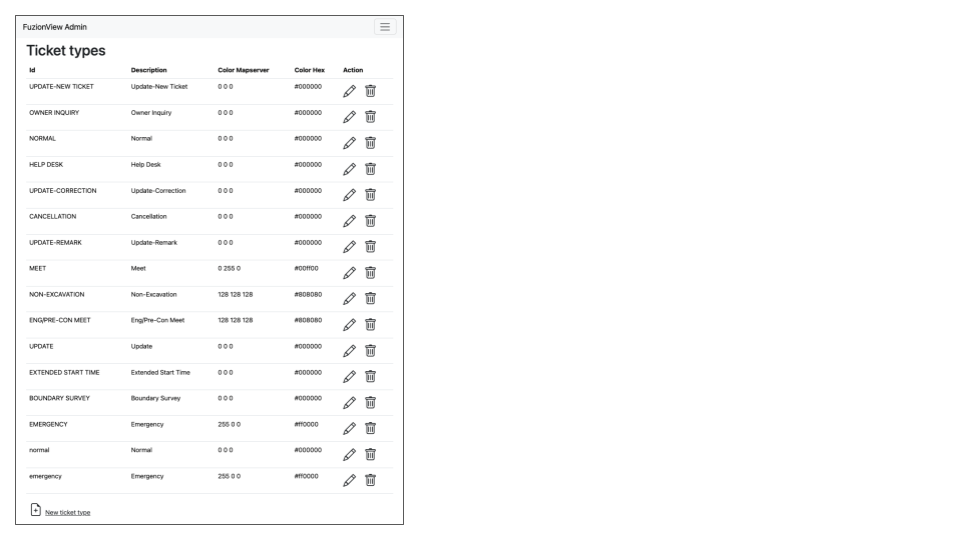 FuzionView Admin
Ticket types
Id Description Color Mapserver Color Hex Action
UPDATE-NEW TICKET Update-New Ticket 0 0 0 #000000
OWNER INQUIRY Owner Inquiry 0 0 0 #000000
NORMAL Normal 0 0 0 #000000
HELP DESK Help Desk 0 0 0 #000000
UPDATE-CORRECTION Update-Correction 0 0 0 #000000
CANCELLATION Cancellation 0 0 0 #000000
UPDATE-REMARK Update-Remark 0 0 0 #000000
MEET Meet 0 255 0 #00ff00
NON-EXCAVATION Non-Excavation 128 128 128 #808080
ENG/PRE-CON MEET Eng/Pre-Con Meet 128 128 128 #808080
UPDATE Update 0 0 0 #000000
EXTENDED START TIME Extended Start Time 0 0 0 #000000
BOUNDARY SURVEY Boundary Survey 0 0 0 #000000
EMERGENCY Emergency 255 0 0 #ff0000
normal Normal 0 0 0 #000000
emergency Emergency 255 0 0 #ff0000
New ticket type